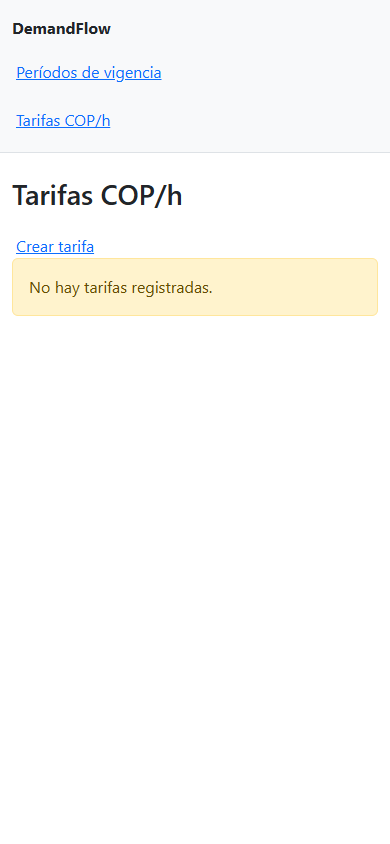 DemandFlow
Períodos de vigencia
Tarifas COP/h
Tarifas COP/h
Crear tarifa
No hay tarifas registradas.